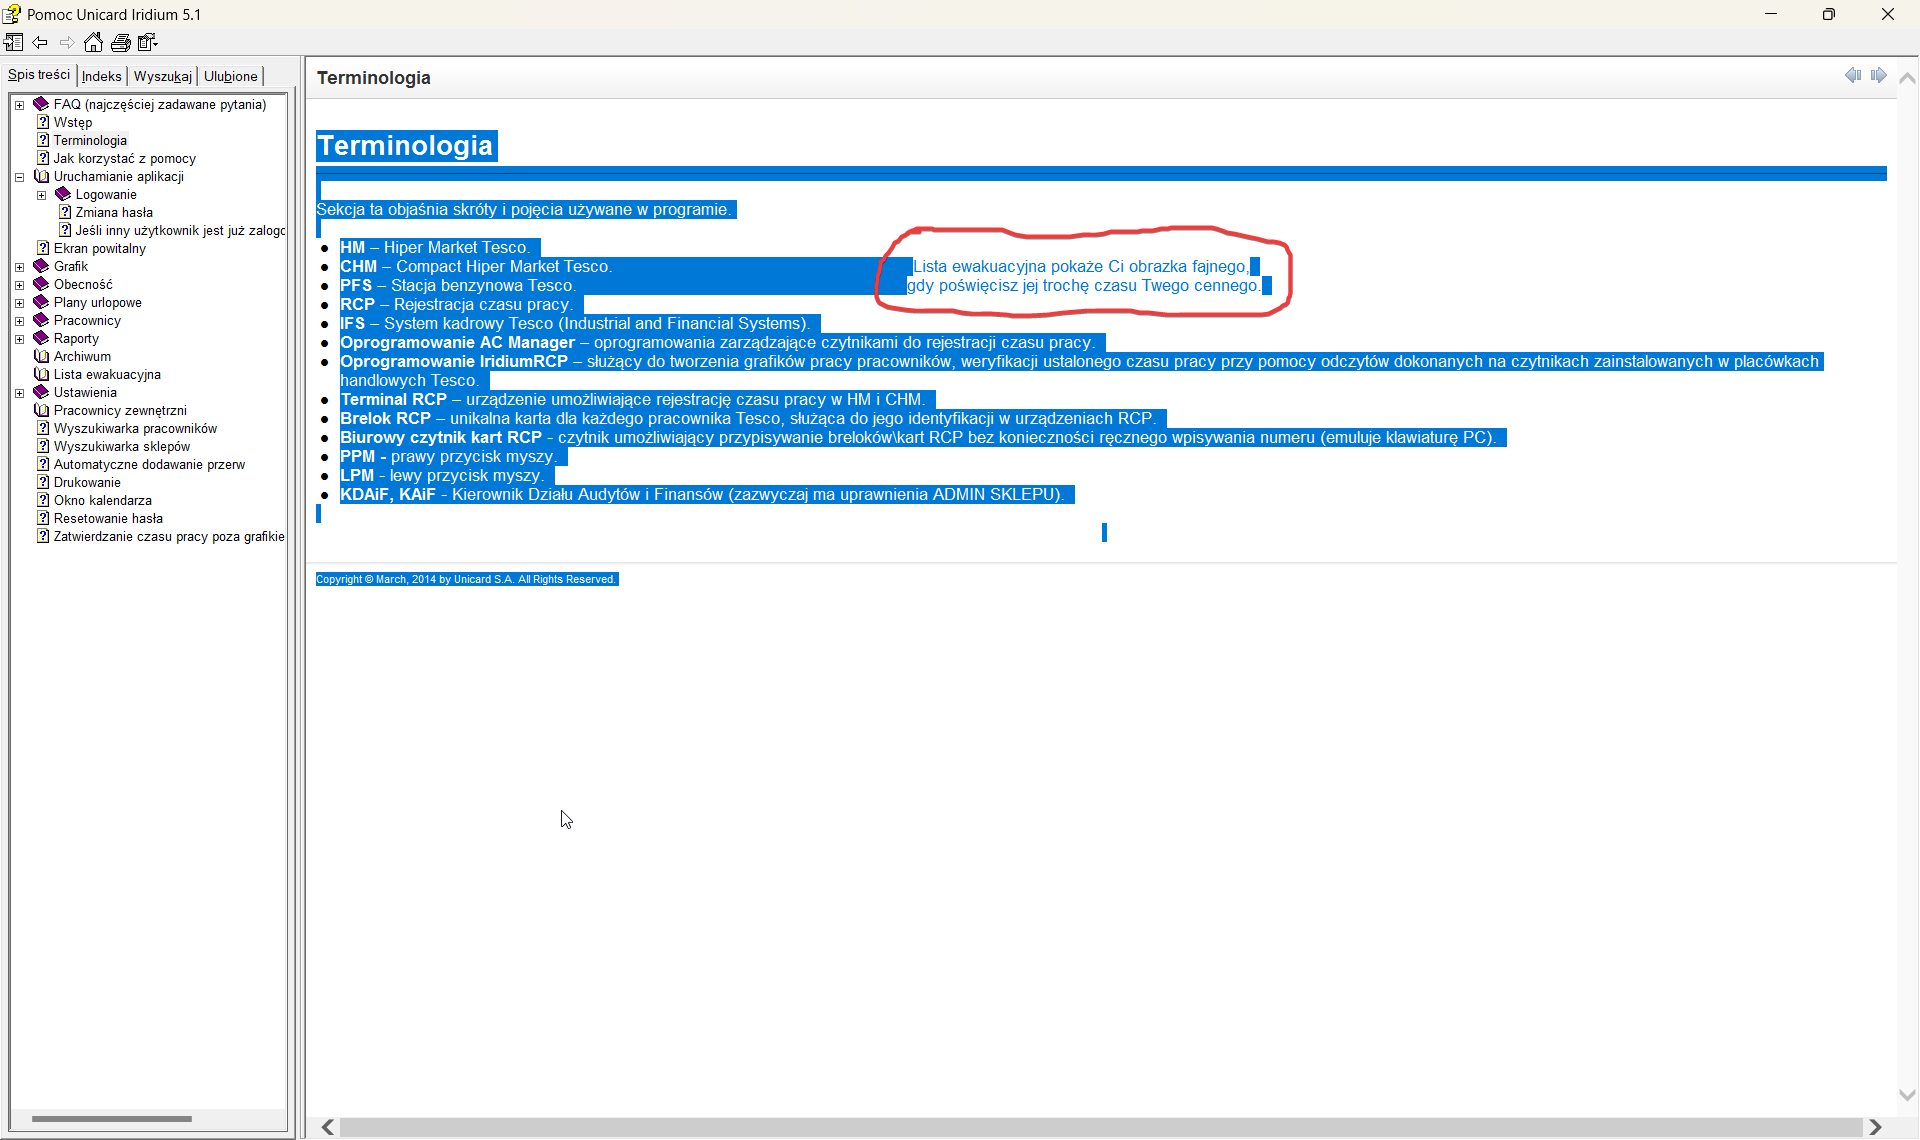 Pomoc Unicard Iridium 5.1
Spis treści
Indeks
Wyszukaj
Ulubione
FAQ (najczęściej zadawane pytania)
Wstęp
Terminologia
Jak korzystać z pomocy
Uruchamianie aplikacji
Logowanie
Zmiana hasła
Jeśli inny użytkownik jest już zalogo
Ekran powitalny
Grafik
Obecność
Plany urlopowe
Pracownicy
Raporty
Archiwum
Lista ewakuacyjna
Ustawienia
Pracownicy zewnętrzni
Wyszukiwarka pracowników
Wyszukiwarka sklepów
Automatyczne dodawanie przerw
Drukowanie
Okno kalendarza
Resetowanie hasła
Zatwierdzanie czasu pracy poza grafikie
Terminologia
Terminologia
Sekcja ta objaśnia skróty i pojęcia używane w programie.
HM – Hiper Market Tesco.
CHM – Compact Hiper Market Tesco. Lista ewakuacyjna pokaże Ci obrazka fajnego,
PFS – Stacja benzynowa Tesco. gdy poświęcisz jej trochę czasu Twego cennego.
RCP – Rejestracja czasu pracy.
IFS – System kadrowy Tesco (Industrial and Financial Systems).
Oprogramowanie AC Manager – oprogramowania zarządzające czytnikami do rejestracji czasu pracy.
Oprogramowanie IridiumRCP – służący do tworzenia grafików pracy pracowników, weryfikacji ustalonego czasu pracy przy pomocy odczytów dokonanych na czytnikach zainstalowanych w placówkach
handlowych Tesco.
Terminal RCP – urządzenie umożliwiające rejestrację czasu pracy w HM i CHM.
Brelok RCP – unikalna karta dla każdego pracownika Tesco, służąca do jego identyfikacji w urządzeniach RCP.
Biurowy czytnik kart RCP - czytnik umożliwiający przypisywanie breloków\kart RCP bez konieczności ręcznego wpisywania numeru (emuluje klawiaturę PC).
PPM - prawy przycisk myszy.
LPM - lewy przycisk myszy.
KDAiF, KAiF - Kierownik Działu Audytów i Finansów (zazwyczaj ma uprawnienia ADMIN SKLEPU).
Copyright © March, 2014 by Unicard S.A. All Rights Reserved.